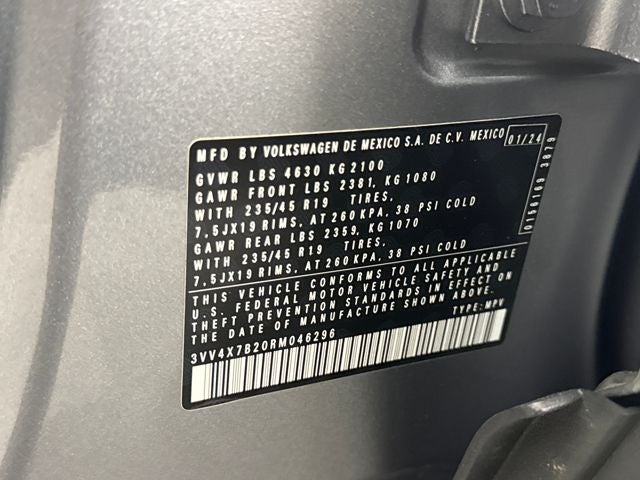 MFD BY VOLKSWAGEN DE MEXICO S.A. DE C.V. MEXICO 01/24
GVWR LBS 4630 KG 2100
GAWR FRONT LBS 2381, KG 1080
WITH 235/45 R19 TIRES,
7.5JX19 RIMS, AT 260 KPA, 38 PSI COLD
GAWR REAR LBS 2359, KG 1070
WITH 235/45 R19 TIRES,
7.5JX19 RIMS, AT 260 KPA, 38 PSI COLD
THIS VEHICLE CONFORMS TO ALL APPLICABLE
U.S. FEDERAL MOTOR VEHICLE SAFETY AND
THEFT PREVENTION STANDARDS IN EFFECT ON
THE DATE OF MANUFACTURE SHOWN ABOVE.
3VV4X7B20RM046296 TYPE: MPV
0156169 3879